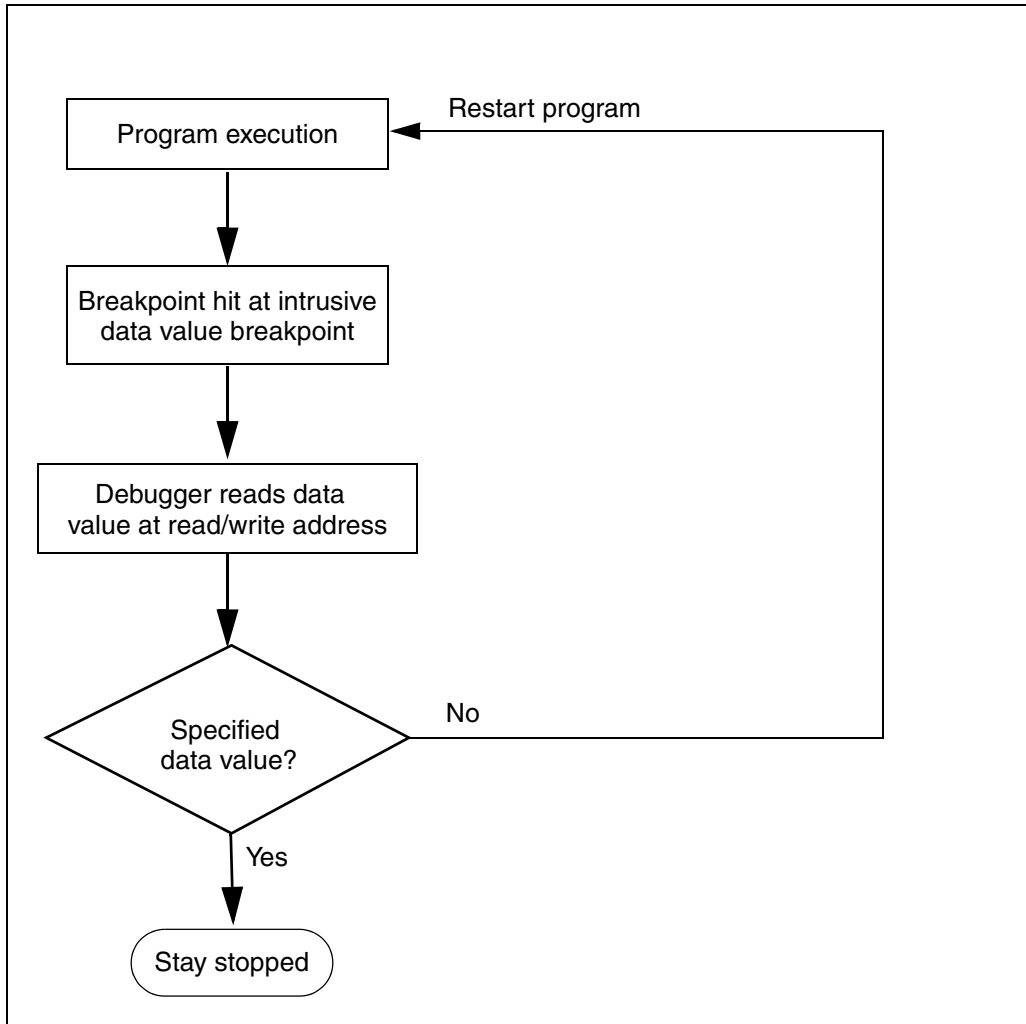 Restart program
Program execution
Breakpoint hit at intrusive
data value breakpoint
Debugger reads data
value at read/write address
No
Specified
data value?
Yes
Stay stopped